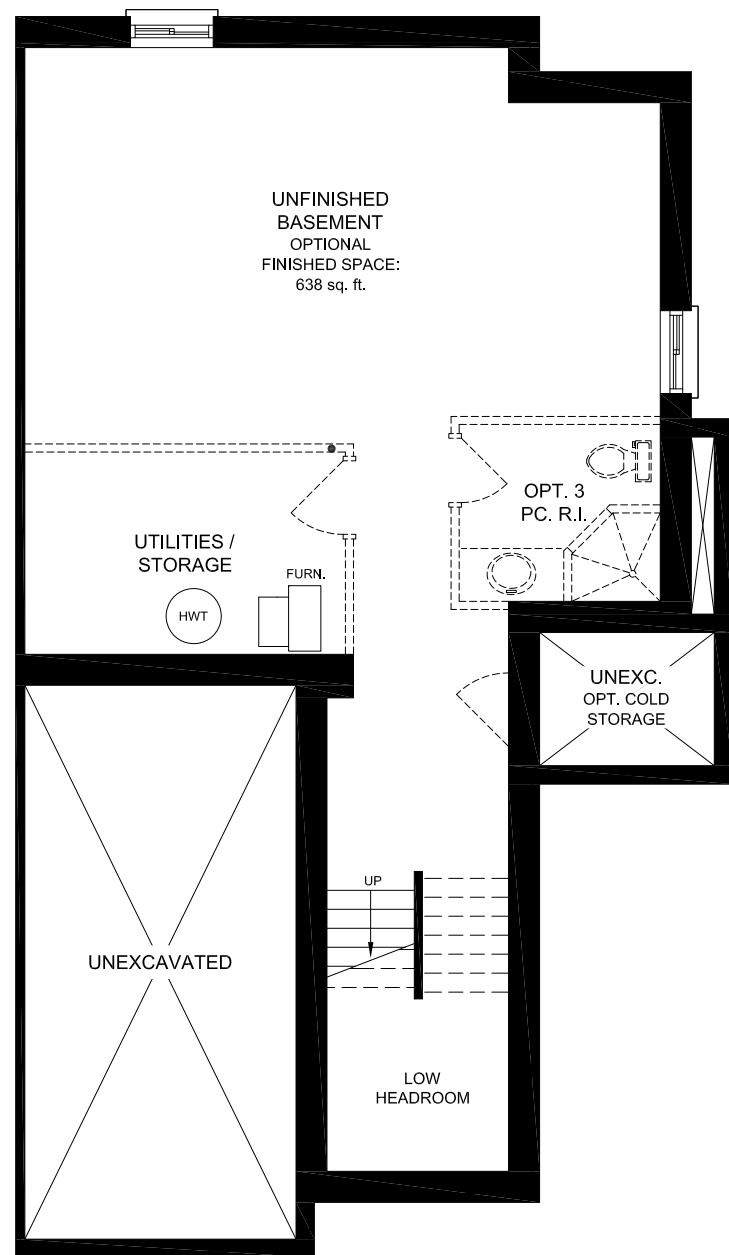 UNFINISHED
BASEMENT
OPTIONAL
FINISHED SPACE:
638 sq. ft.
OPT. 3
PC. R.I.
UTILITIES /
STORAGE
FURN.
HWT
UNEXC.
OPT. COLD
STORAGE
UP
UNEXCAVATED
LOW
HEADROOM